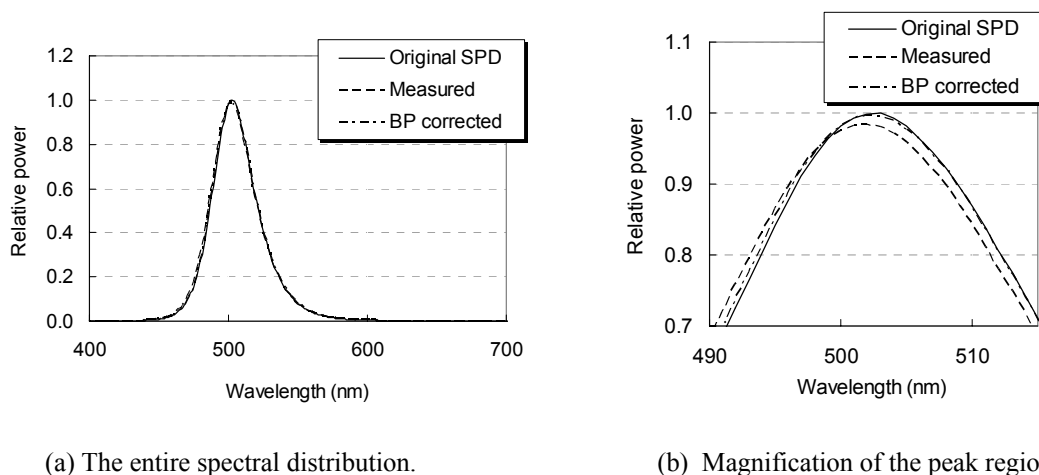 1.2
1.0
0.8
0.6
0.4
0.2
0.0
Relative power
400
500
600
700
Wavelength (nm)
Original SPD
Measured
BP corrected
(a) The entire spectral distribution.
1.1
1.0
0.9
0.8
0.7
Relative power
490
500
510
Wavelength (nm)
Original SPD
Measured
BP corrected
(b) Magnification of the peak regio